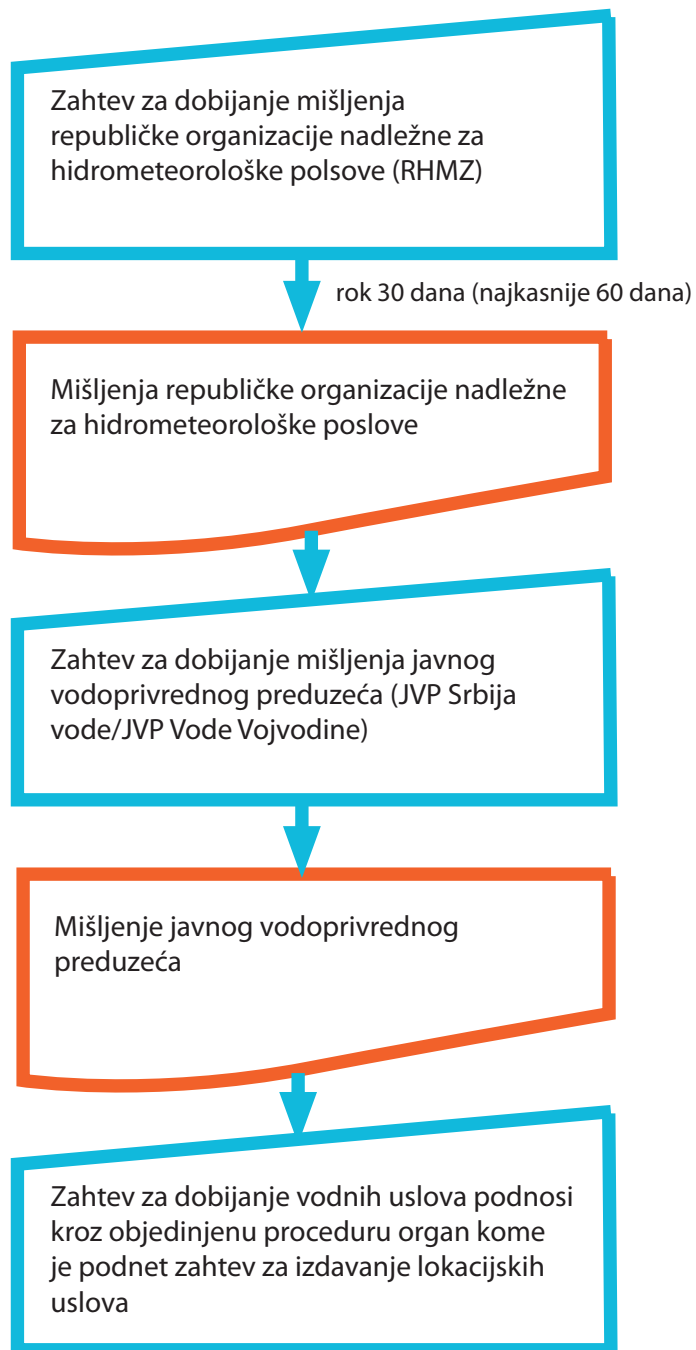 Zahtev za dobijanje mišljenja
republičke organizacije nadležne za
hidrometeorološke polsove (RHMZ)
rok 30 dana (najkasnije 60 dana)
Mišljenja republičke organizacije nadležne
za hidrometeorološke poslove
Zahtev za dobijanje mišljenja javnog
vodoprivrednog preduzeća (JVP Srbija
vode/JVP Vode Vojvodine)
Mišljenje javnog vodoprivrednog
preduzeća
Zahtev za dobijanje vodnih uslova podnosi
kroz objedinjenu proceduru organ kome
je podnet zahtev za izdavanje lokacijskih
uslova